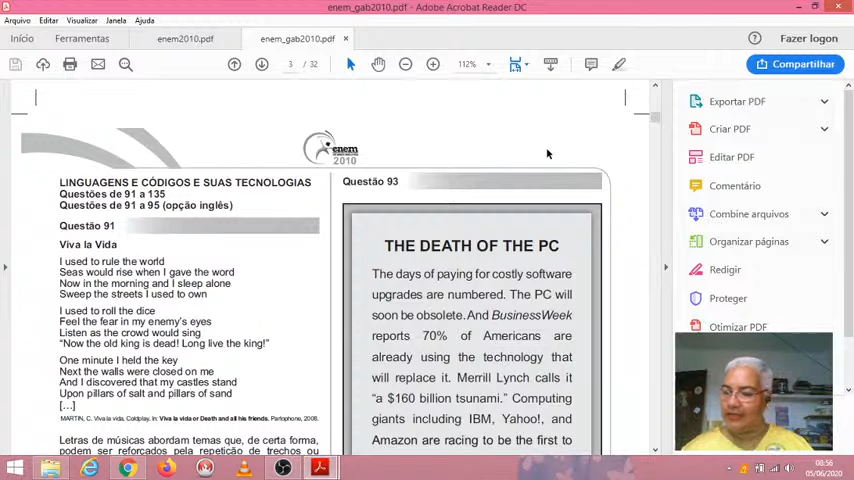 enem_gab2010.pdf - Adobe Acrobat Reader DC
Arquivo Editar Visualizar Janela Ajuda
Início Ferramentas enem2010.pdf enem_gab2010.pdf × Fazer logon
3 / 32 112% Compartilhar
enem
2010
LINGUAGENS E CÓDIGOS E SUAS TECNOLOGIAS
Questões de 91 a 135
Questões de 91 a 95 (opção inglês)
Questão 91
Viva la Vida
I used to rule the world
Seas would rise when I gave the word
Now in the morning and I sleep alone
Sweep the streets I used to own
I used to roll the dice
Feel the fear in my enemy's eyes
Listen as the crowd would sing
“Now the old king is dead! Long live the king!”
One minute I held the key
Next the walls were closed on me
And I discovered that my castles stand
Upon pillars of salt and pillars of sand
[...]
MARTIN, C. Viva la vida, Coldplay. In: Viva la vida or Death and all his friends. Parlophone, 2008.
Letras de músicas abordam temas que, de certa forma,
podem ser reforçados pela repetição de trechos ou
Questão 93
THE DEATH OF THE PC
The days of paying for costly software
upgrades are numbered. The PC will
soon be obsolete. And BusinessWeek
reports 70% of Americans are
already using the technology that
will replace it. Merrill Lynch calls it
“a $160 billion tsunami.” Computing
giants including IBM, Yahoo!, and
Amazon are racing to be the first to
Exportar PDF
Criar PDF
Editar PDF
Comentário
Combine arquivos
Organizar páginas
Redigir
Proteger
Otimizar PDF
08:56
05/06/2020